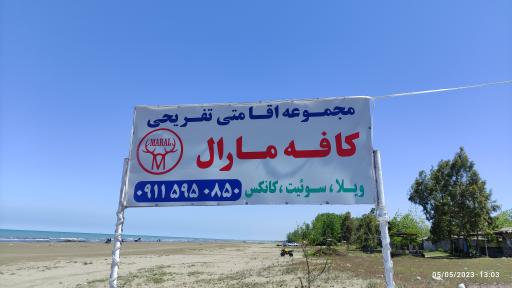 مجموعه اقامتی تفریحی
MARAL
کافه مارال
ویلا، سوئیت، کانکس
۰۹۱۱ ۵۹۵ ۰۸۵۰
05/05/2023 - 13:03